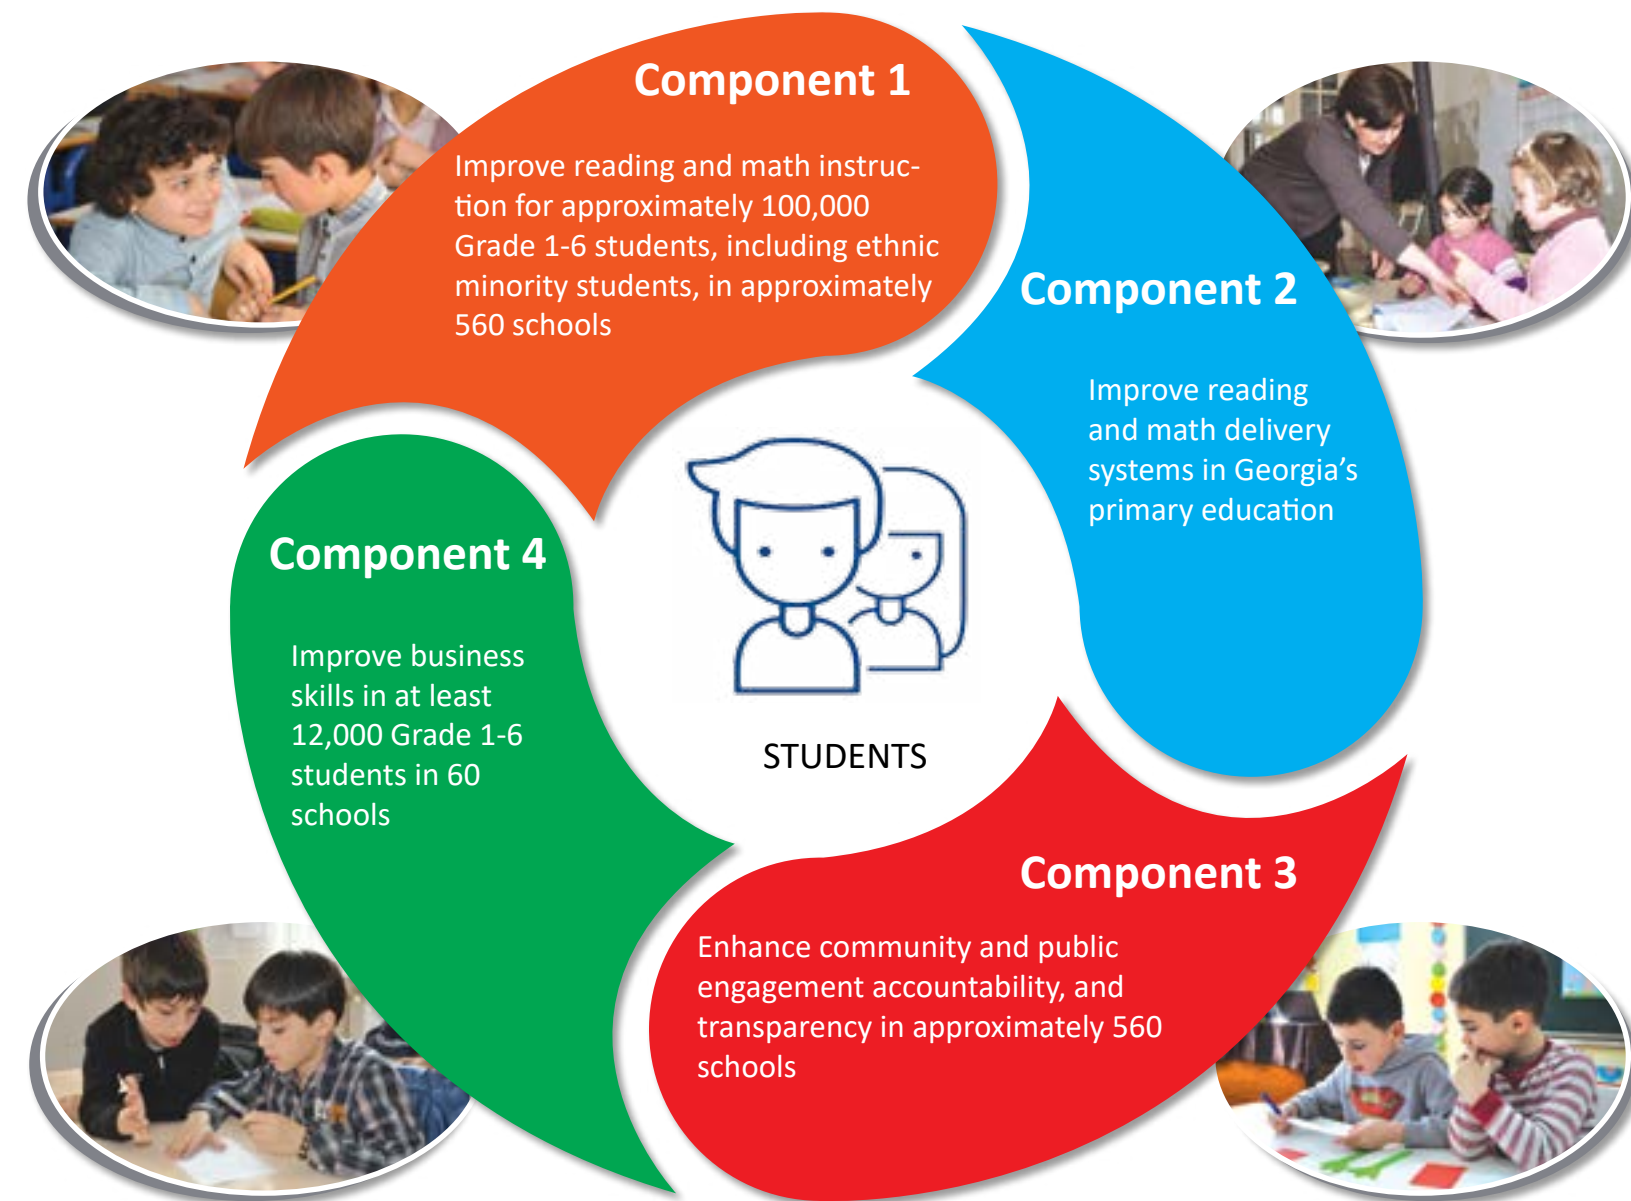 Component 1
Improve reading and math instruc-
tion for approximately 100,000
Grade 1-6 students, including ethnic
minority students, in approximately
560 schools
Component 2
Improve reading
and math delivery
systems in Georgia’s
primary education
Component 3
Enhance community and public
engagement accountability, and
transparency in approximately 560
schools
Component 4
Improve business
skills in at least
12,000 Grade 1-6
students in 60
schools
STUDENTS